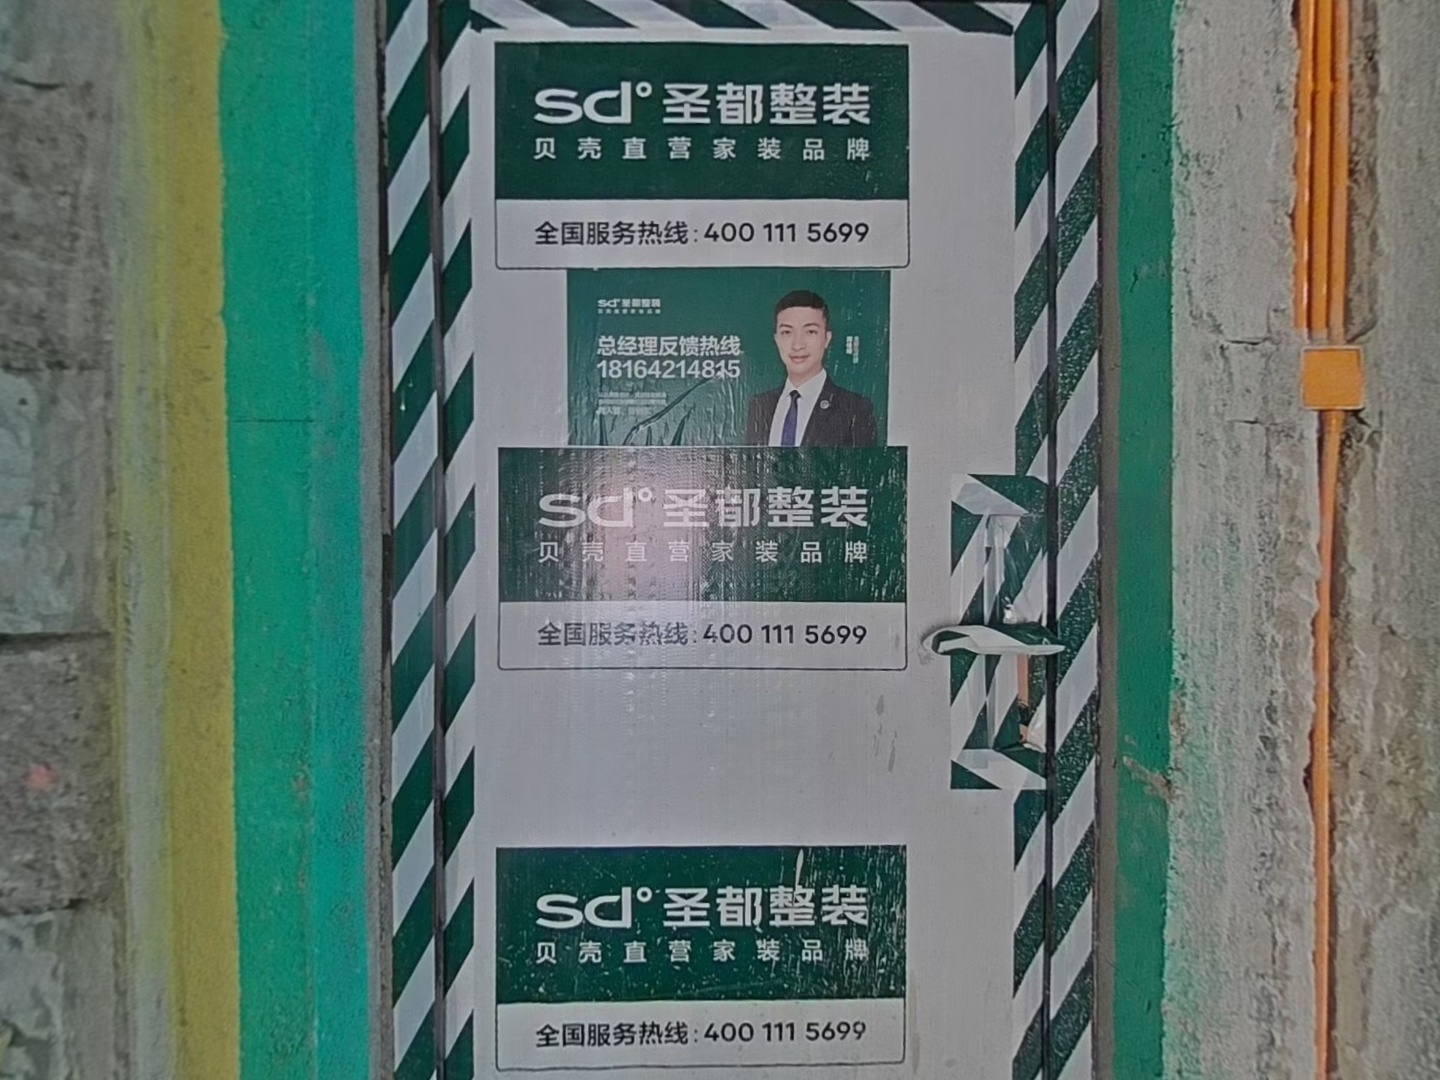 sd° 圣都整装
贝壳直营家装品牌
全国服务热线:400 111 5699
sd° 圣都整装
总经理反馈热线
18164214815
sd° 圣都整装
贝壳直营家装品牌
全国服务热线:400 111 5699
sd° 圣都整装
贝壳直营家装品牌
全国服务热线:400 111 5699